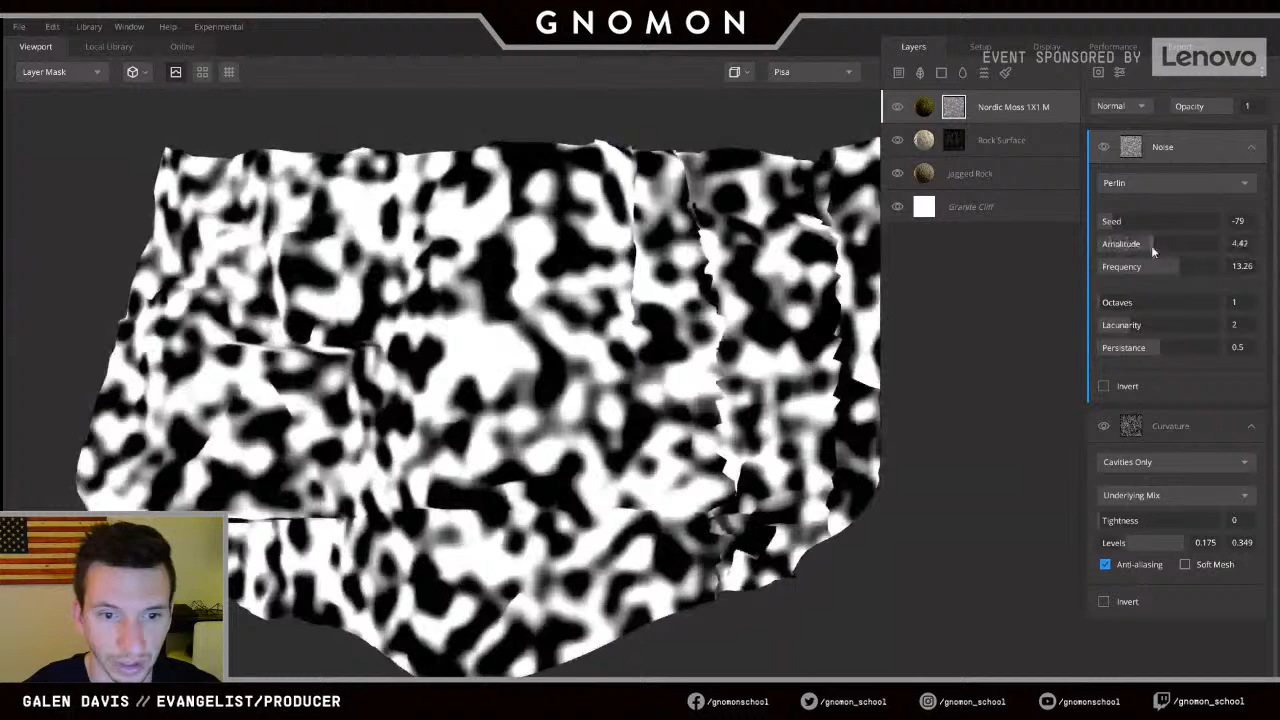 GNOMON
File Edit Library Window Help Experimental
Viewport Local Library Online
Layers Setup Display Performance Export
EVENT SPONSORED BY Lenovo
Layer Mask Pisa
Normal Opacity 1
Nordic Moss 1X1 M
Rock Surface
Jagged Rock
Granite Cliff
Noise
Perlin
Seed -79
Amplitude 4.42
Frequency 13.26
Octaves 1
Lacunarity 2
Persistance 0.5
Invert
Curvature
Cavities Only
Underlying Mix
Tightness 0
Levels 0.175 0.349
Anti-aliasing Soft Mesh
Invert
GALEN DAVIS // EVANGELIST/PRODUCER
/gnomonschool /gnomon_school /gnomon_school /gnomonschool /gnomon_school